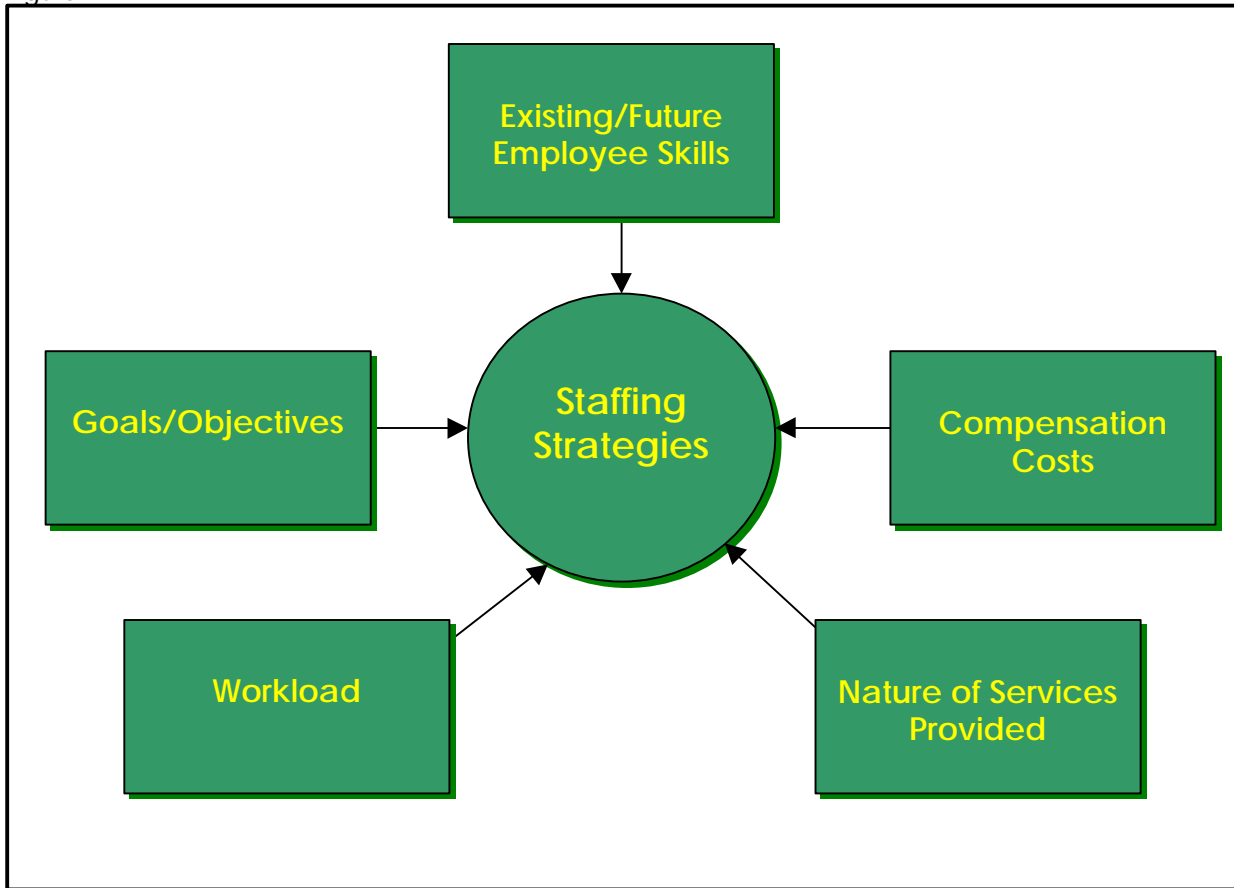 Existing/Future
Employee Skills
Goals/Objectives
Staffing
Strategies
Compensation
Costs
Workload
Nature of Services
Provided